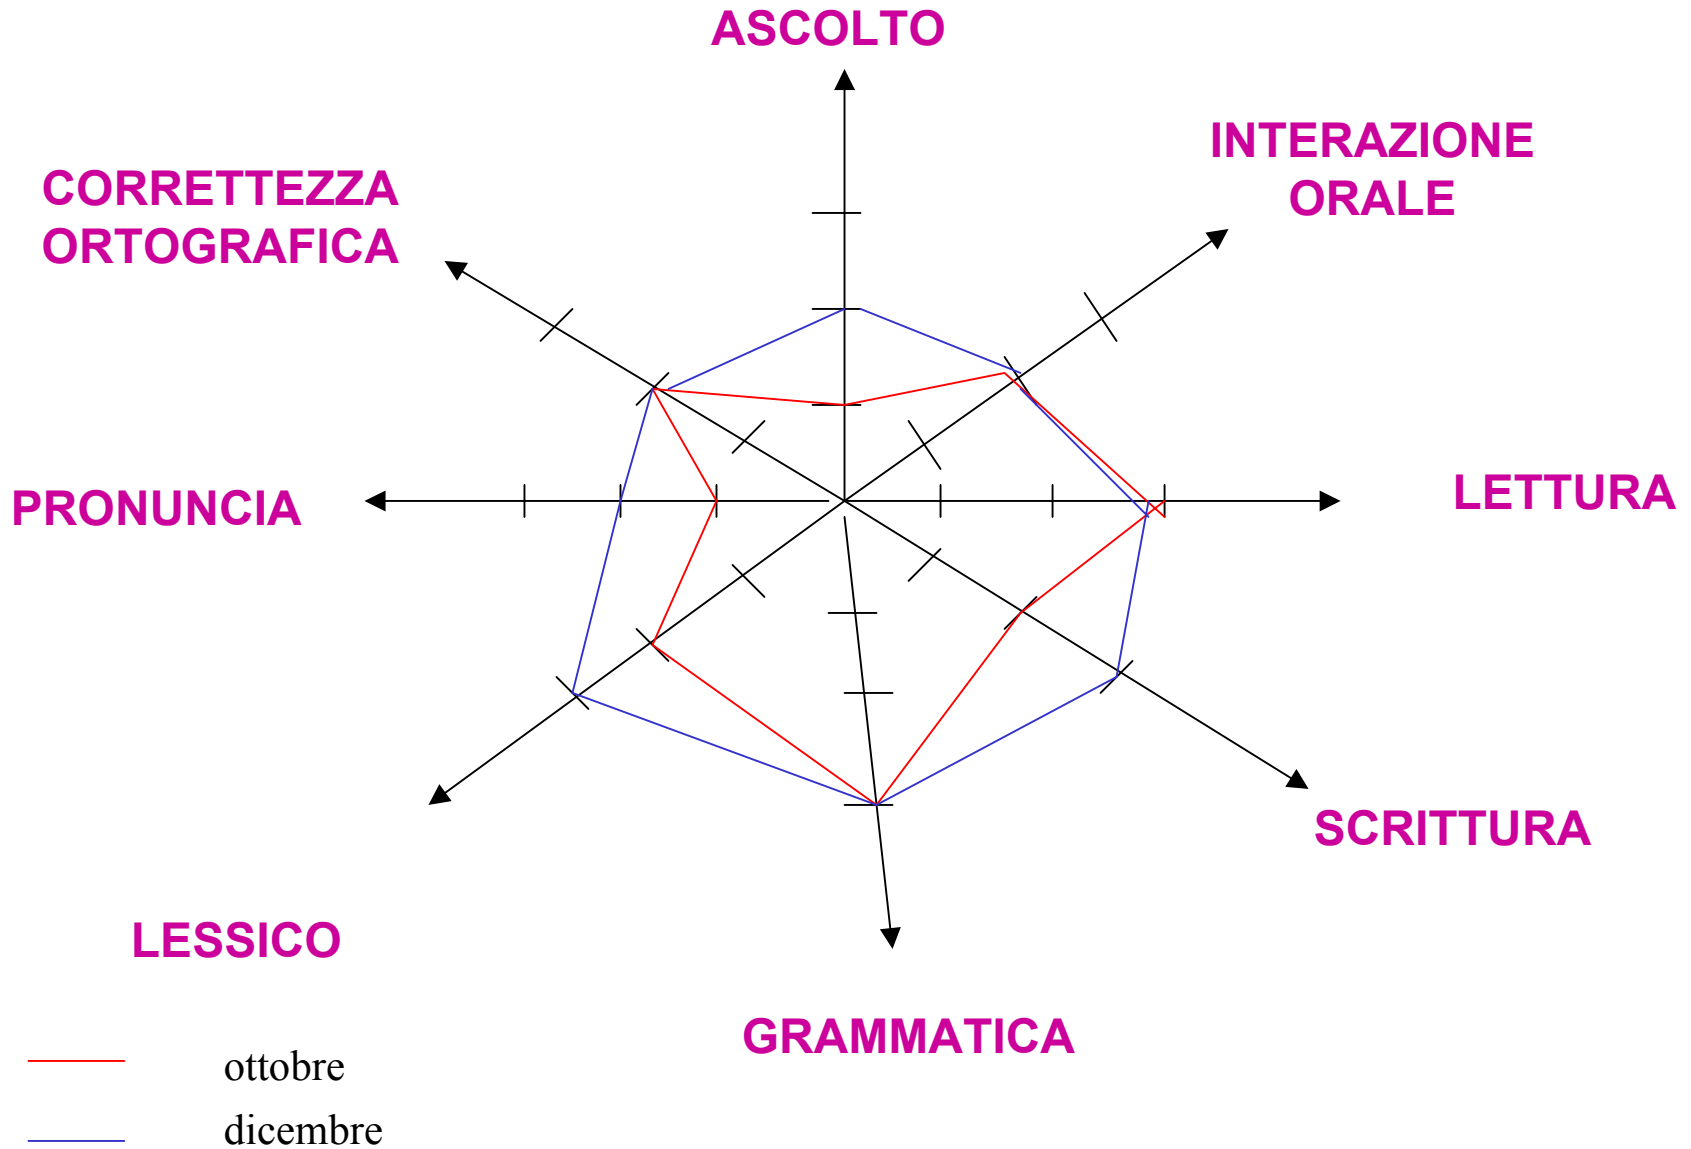 ASCOLTO
INTERAZIONE
ORALE
CORRETTEZZA
ORTOGRAFICA
LETTURA
PRONUNCIA
SCRITTURA
LESSICO
GRAMMATICA
ottobre
dicembre